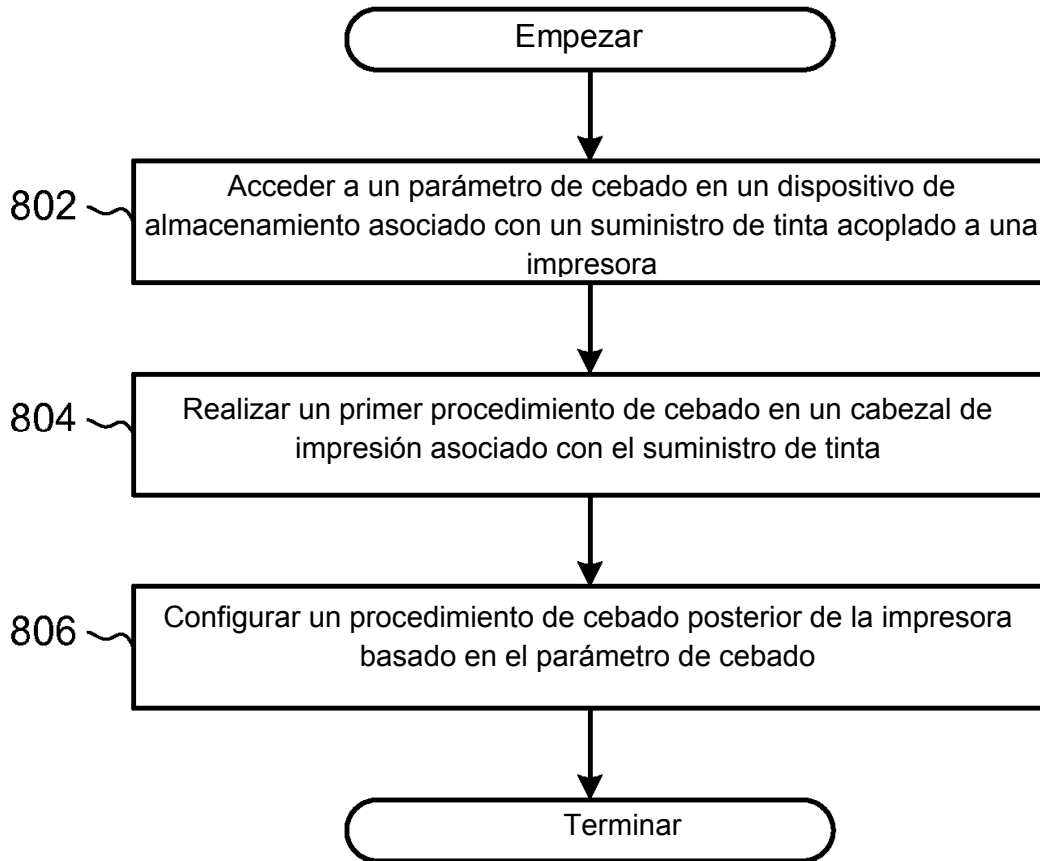 Empezar
802
Acceder a un parámetro de cebado en un dispositivo de
almacenamiento asociado con un suministro de tinta acoplado a una
impresora
804
Realizar un primer procedimiento de cebado en un cabezal de
impresión asociado con el suministro de tinta
806
Configurar un procedimiento de cebado posterior de la impresora
basado en el parámetro de cebado
Terminar